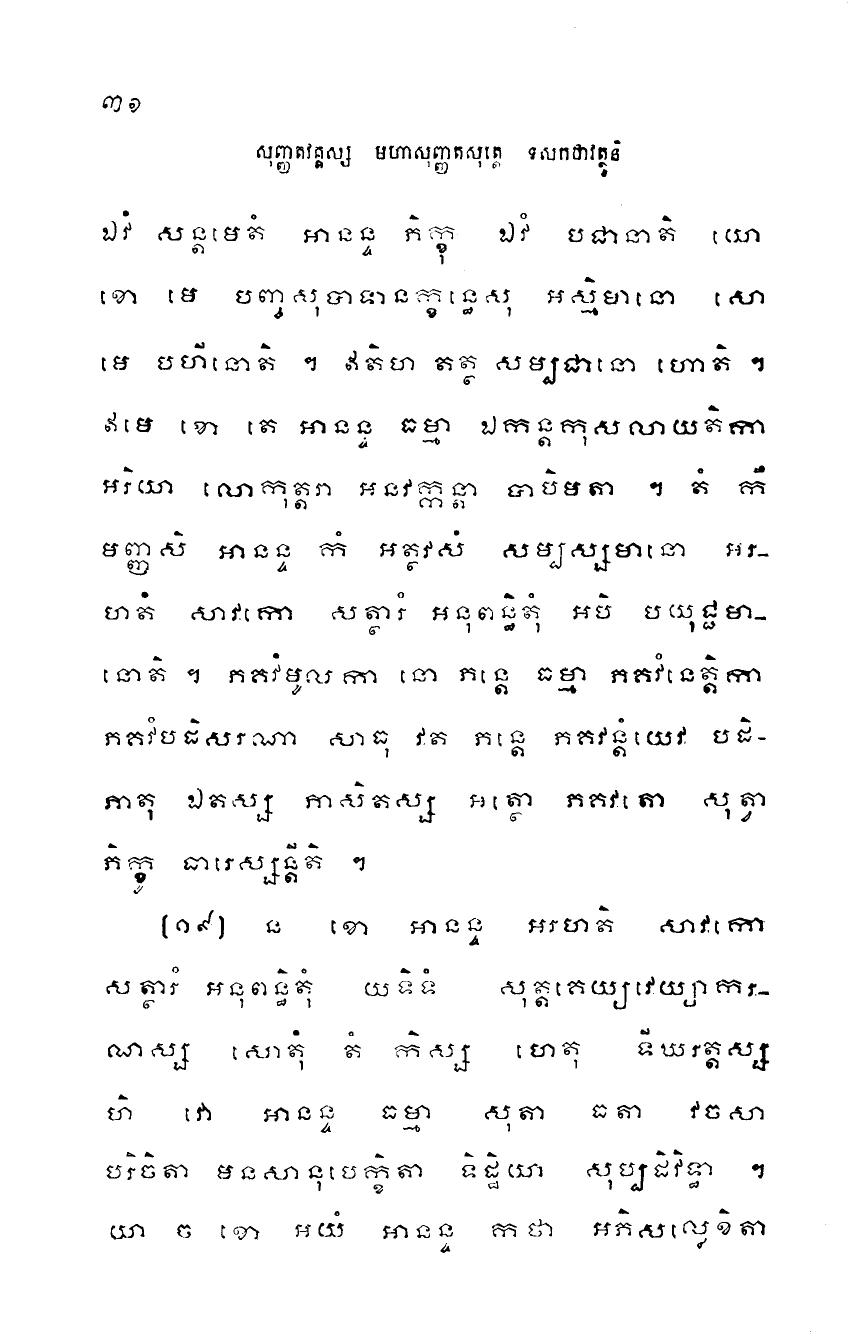 ៣១
សុញ្ញតវគ្គស្ស មហាសុញ្ញតសុត្តេ ទសកថាវត្ថូនិ
ឯវំ សន្តមេតំ អានន្ទ ភិក្ខុ ឯវំ បជានាតិ យោ
ខោ មេ បញ្ចសុបាទានក្ខន្ធេសុ អស្មិមានោ សោ
មេ បហីនោតិ ។ ឥតិហ តត្ថ សម្បជានោ ហោតិ ។
ឥមេ ខោ តេ អានន្ទ ធម្មា ឯកន្តកុសលាយតិកា
អរិយា លោកុត្តរា អនវក្កន្តា បាបិមតា ។ តំ កឹ
មញ្ញសិ អានន្ទ កំ អត្ថវសំ សម្បស្សមានោ អរ-
ហតំ សាវកោ សត្ថារំ អនុពន្ធិតុំ អបិ បយុជ្ជមា-
នោតិ ។ ភគវំមូលកា នោ ភន្តេ ធម្មា ភគវំនេត្តិកា
ភគវំបដិសរណា សាធុ វត ភន្តេ ភគវន្តំយេវ បដិ-
ភាតុ ឯតស្ស ភាសិតស្ស អត្ថោ ភគវតោ សុត្វា
ភិក្ខូ ធារេស្សន្តីតិ ។
[១៩] ន ខោ អានន្ទ អរហតិ សាវកោ
សត្ថារំ អនុពន្ធិតុំ យទិទំ សុត្តគេយ្យវេយ្យាករ-
ណស្ស សោតុំ តំ កិស្ស ហេតុ ទីឃរត្តស្ស
ហិ វោ អានន្ទ ធម្មា សុតា ធតា វចសា
បរិចិតា មនសានុបេក្ខិតា ទិដ្ឋិយា សុប្បដិវិទ្ធា ។
យា ច ខោ អយំ អានន្ទ កថា អភិសល្លេខិតា